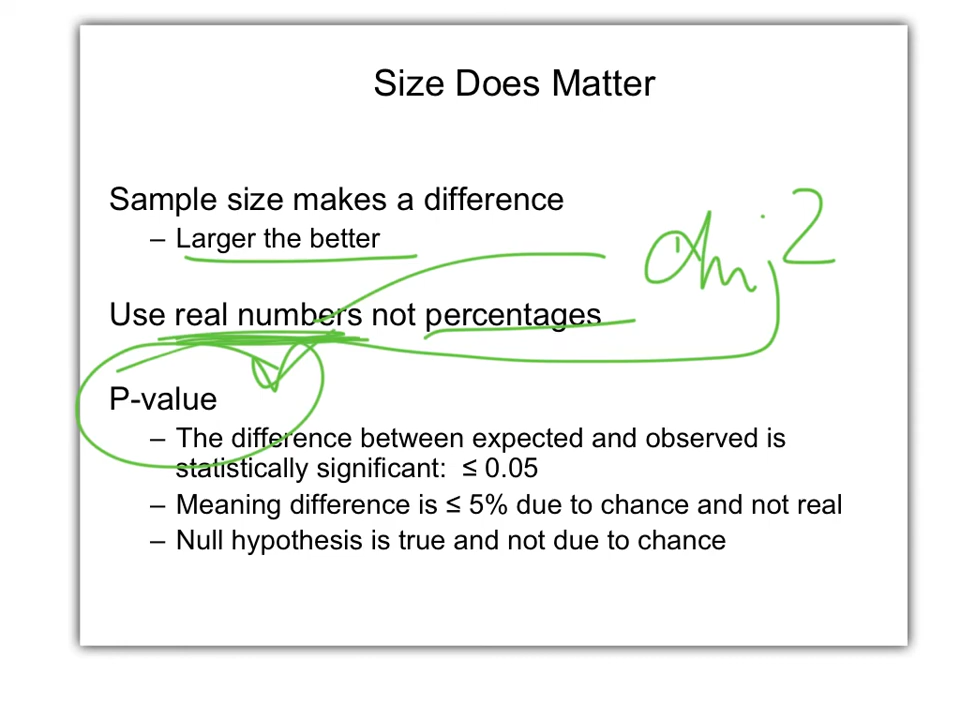 Size Does Matter
Sample size makes a difference
– Larger the better
Use real numbers not percentages
P-value
– The difference between expected and observed is
statistically significant: ≤ 0.05
– Meaning difference is ≤ 5% due to chance and not real
– Null hypothesis is true and not due to chance